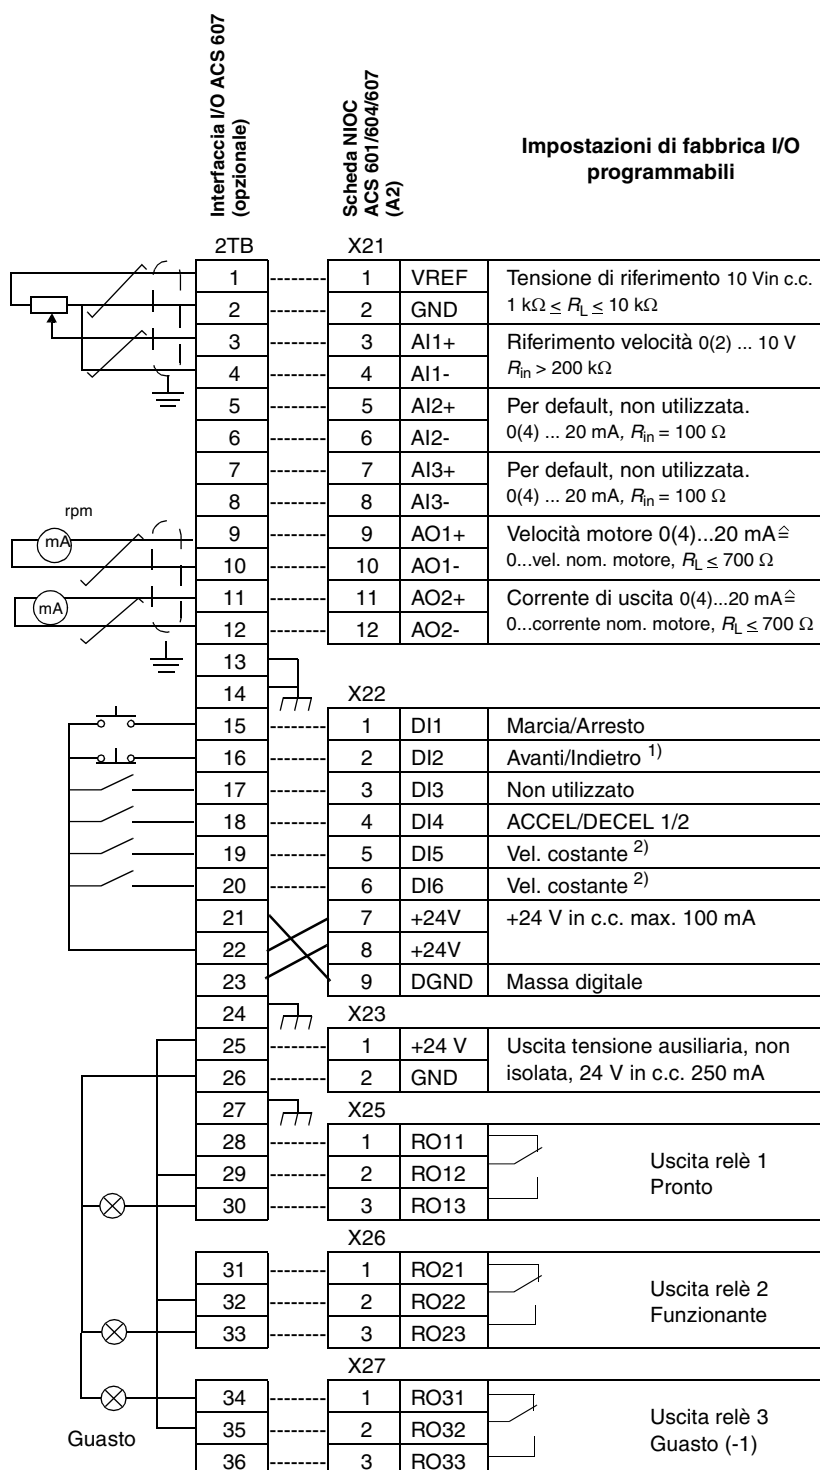 Interfaccia I/O ACS 607
(opzionale)
Scheda NIOC
ACS 601/604/607
(A2)
Impostazioni di fabbrica I/O
programmabili
2TB X21
1 1 VREF Tensione di riferimento 10 Vin c.c.
2 2 GND 1 kΩ ≤ RL ≤ 10 kΩ
3 3 AI1+ Riferimento velocità 0(2) ... 10 V
4 4 AI1- Rin > 200 kΩ
5 5 AI2+ Per default, non utilizzata.
6 6 AI2- 0(4) ... 20 mA, Rin = 100 Ω
7 7 AI3+ Per default, non utilizzata.
8 8 AI3- 0(4) ... 20 mA, Rin = 100 Ω
rpm
mA 9 9 AO1+ Velocità motore 0(4)...20 mA ≙
10 10 AO1- 0...vel. nom. motore, RL ≤ 700 Ω
mA 11 11 AO2+ Corrente di uscita 0(4)...20 mA ≙
12 12 AO2- 0...corrente nom. motore, RL ≤ 700 Ω
13
14 X22
15 1 DI1 Marcia/Arresto
16 2 DI2 Avanti/Indietro 1)
17 3 DI3 Non utilizzato
18 4 DI4 ACCEL/DECEL 1/2
19 5 DI5 Vel. costante 2)
20 6 DI6 Vel. costante 2)
21 7 +24V +24 V in c.c. max. 100 mA
22 8 +24V
23 9 DGND Massa digitale
24 X23
25 1 +24 V Uscita tensione ausiliaria, non
26 2 GND isolata, 24 V in c.c. 250 mA
27 X25
28 1 RO11
29 2 RO12 Uscita relè 1
30 3 RO13 Pronto
X26
31 1 RO21
32 2 RO22 Uscita relè 2
33 3 RO23 Funzionante
X27
34 1 RO31
35 2 RO32 Uscita relè 3
36 3 RO33 Guasto (-1)
Guasto